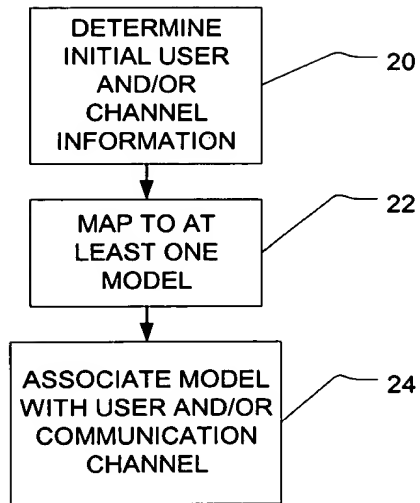 DETERMINE
INITIAL USER
AND/OR
CHANNEL
INFORMATION
20
MAP TO AT
LEAST ONE
MODEL
22
ASSOCIATE MODEL
WITH USER AND/OR
COMMUNICATION
CHANNEL
24